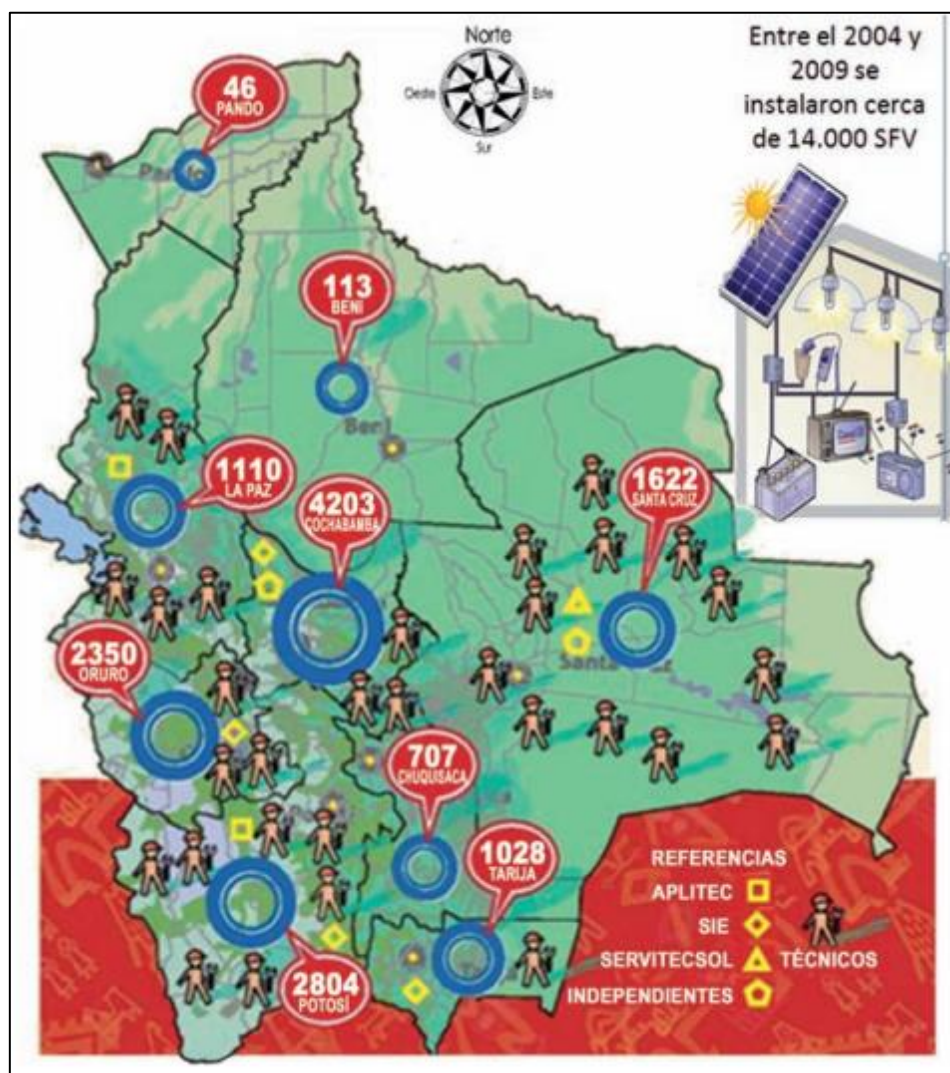 Norte
Oeste
Este
Sur
Entre el 2004 y
2009 se
instalaron cerca
de 14.000 SFV
46
PANDO
113
BENI
Beni
1110
LA PAZ
4203
COCHABAMBA
1622
SANTA CRUZ
2350
ORURO
707
CHUQUISACA
1028
TARIJA
2804
POTOSÍ
REFERENCIAS
APLITEC
SIE
SERVITECSOL
TÉCNICOS
INDEPENDIENTES